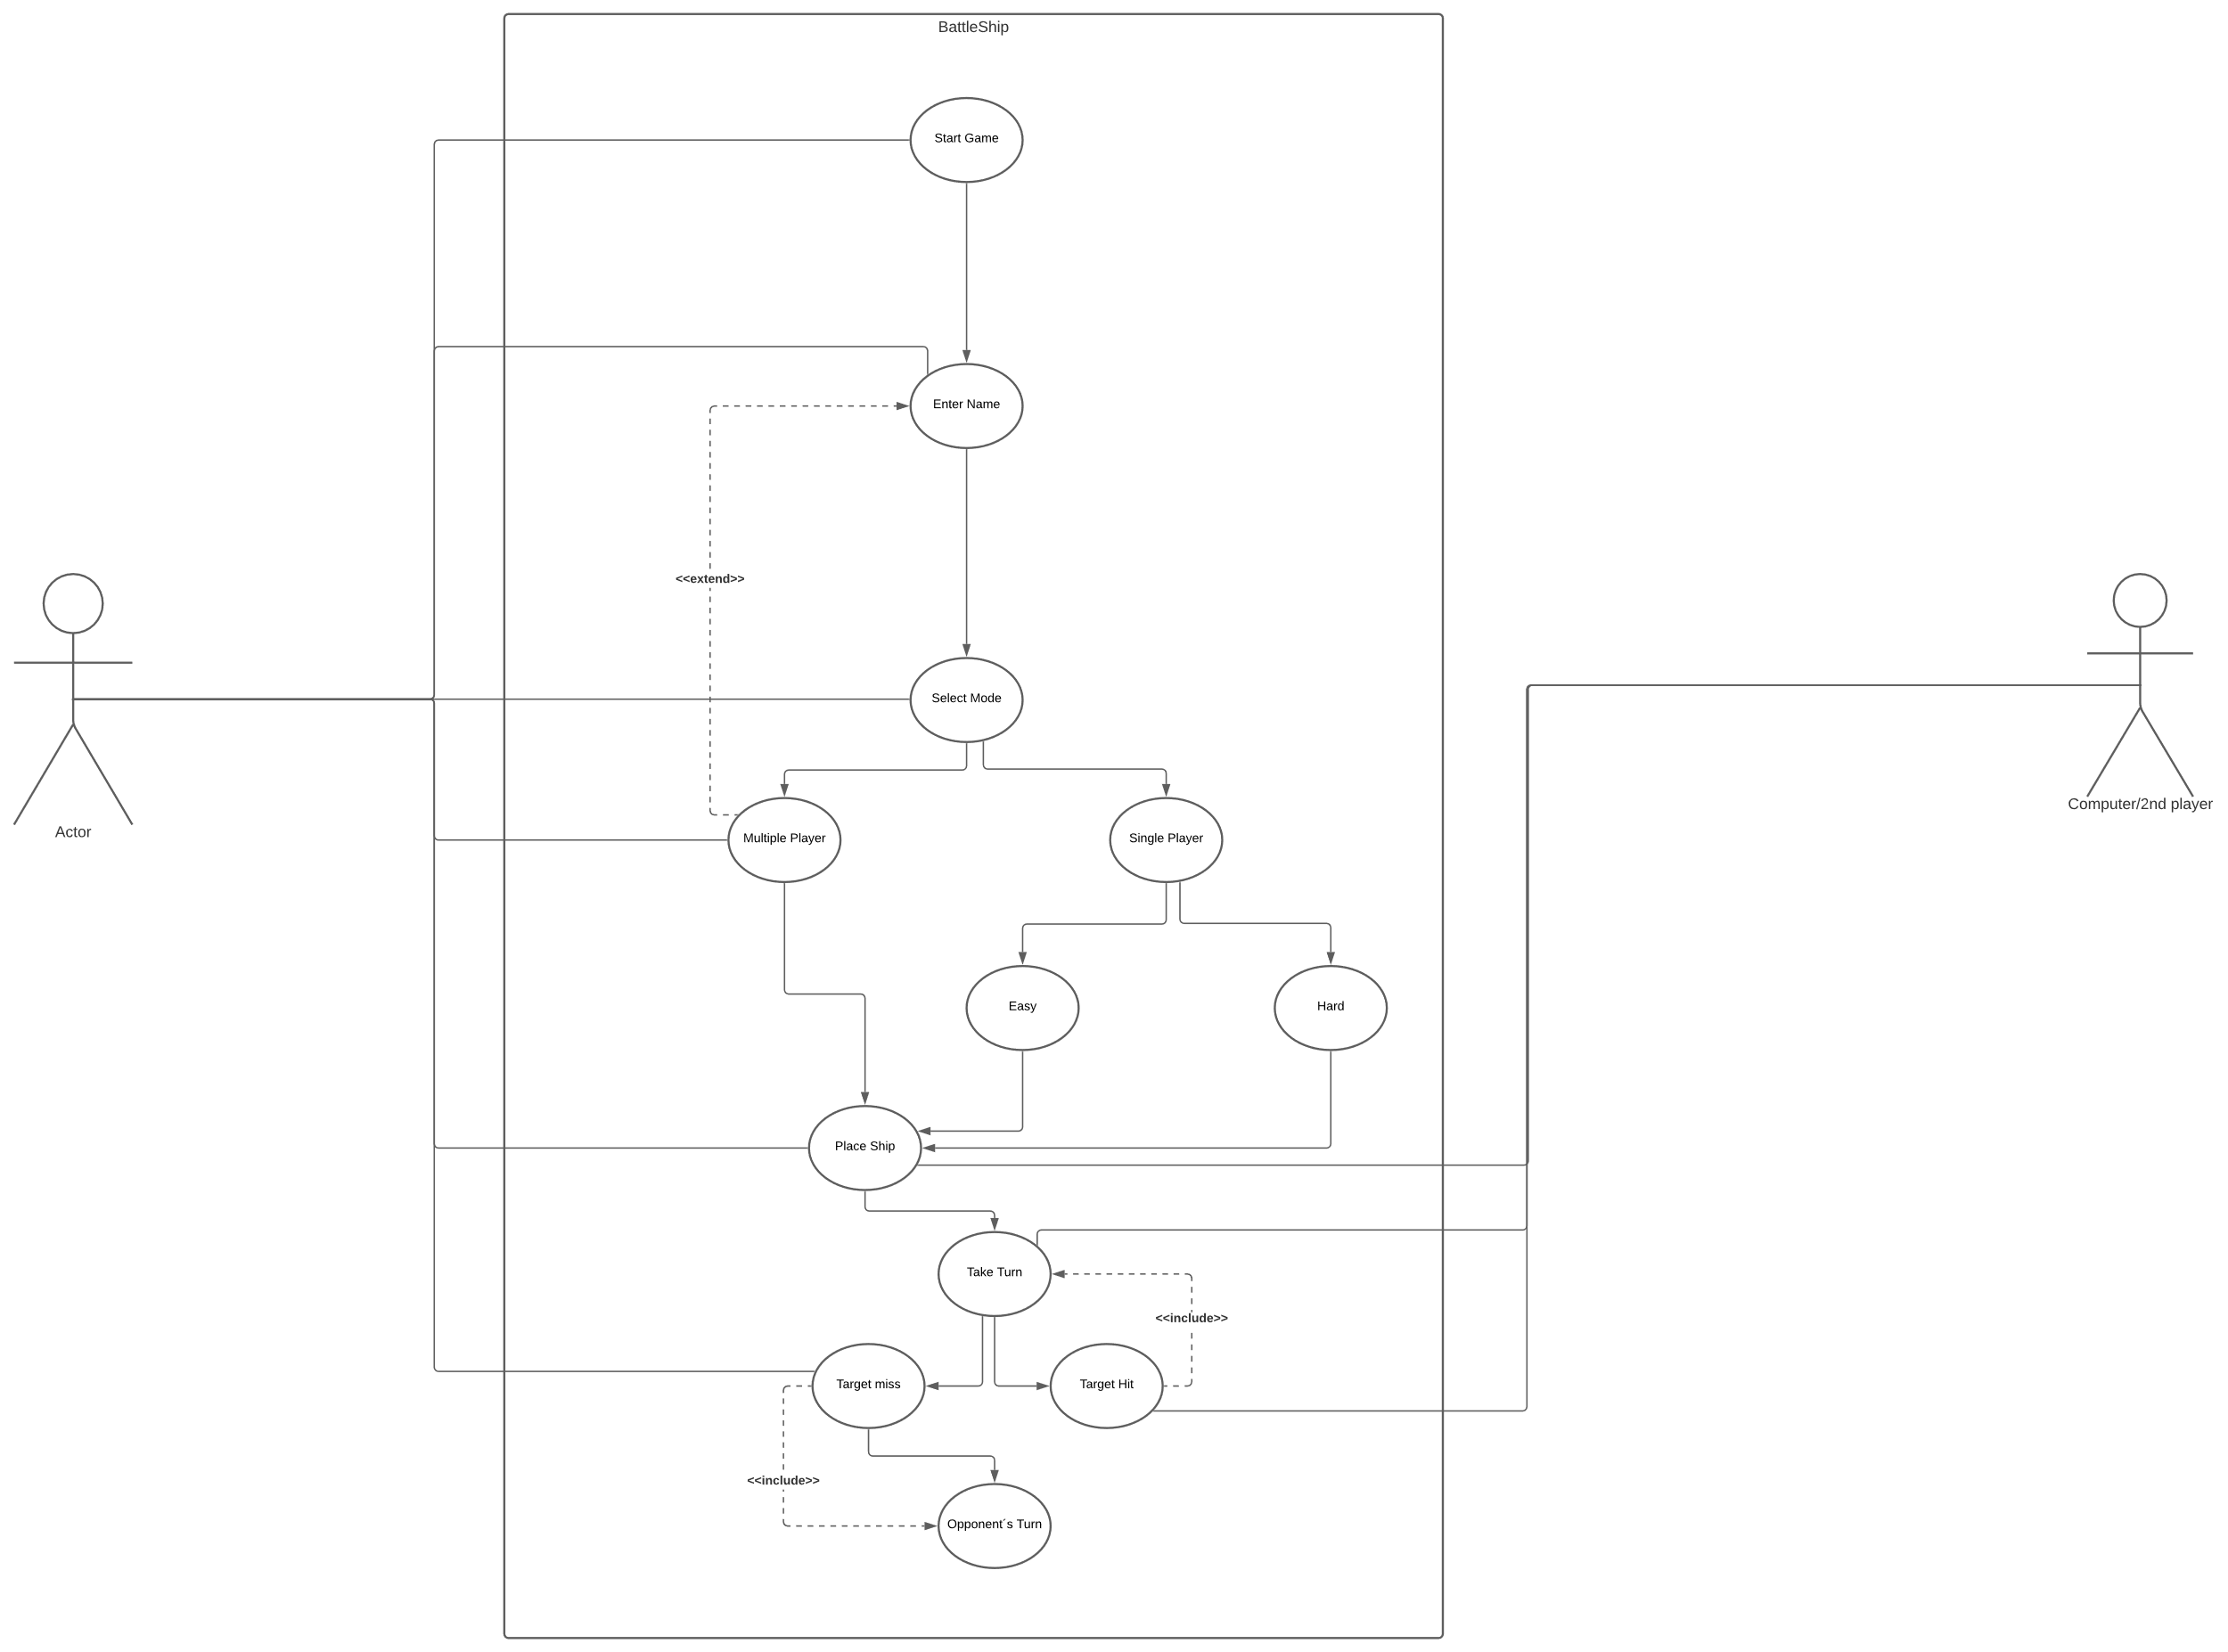 BattleShip
Start Game
Enter Name
<<extend>>
Select Mode
Actor
Computer/2nd player
Multiple Player
Single Player
Easy
Hard
Place Ship
Take Turn
<<include>>
Target miss
Target Hit
<<include>>
Opponent´s Turn